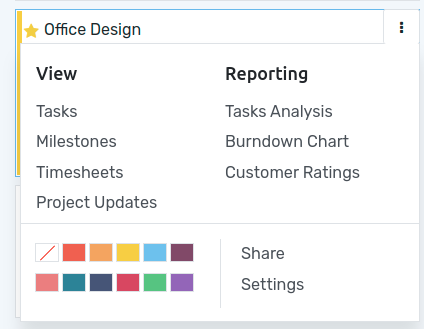 Office Design
View
Tasks
Milestones
Timesheets
Project Updates
Reporting
Tasks Analysis
Burndown Chart
Customer Ratings
Share
Settings